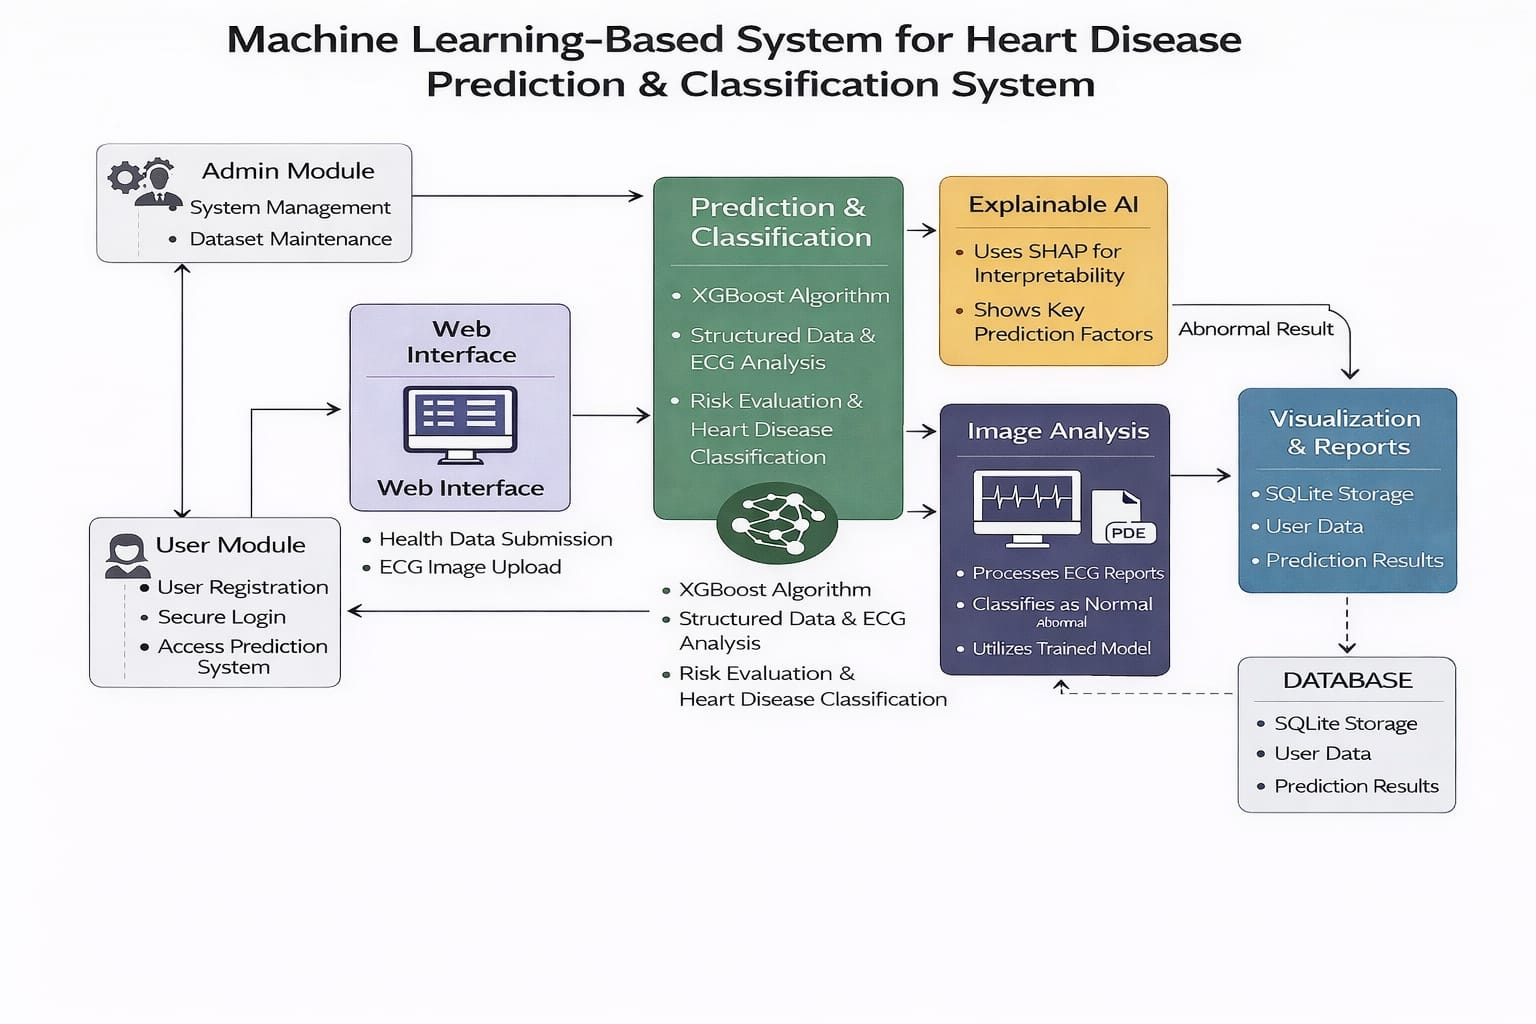 Machine Learning-Based System for Heart Disease
Prediction & Classification System
Admin Module
• System Management
• Dataset Maintenance
Web
Interface
Web Interface
• Health Data Submission
• ECG Image Upload
User Module
• User Registration
• Secure Login
• Access Prediction
System
Prediction &
Classification
• XGBoost Algorithm
• Structured Data &
ECG Analysis
• Risk Evaluation &
Heart Disease
Classification
• XGBoost Algorithm
• Structured Data & ECG
Analysis
• Risk Evaluation &
Heart Disease Classification
Explainable AI
• Uses SHAP for
Interpretability
• Shows Key
Prediction Factors
Abnormal Result
Image Analysis
PDE
• Processes ECG Reports
• Classifies as Normal
Abomal
• Utilizes Trained Model
Visualization
& Reports
• SQLite Storage
• User Data
• Prediction Results
DATABASE
• SQLite Storage
• User Data
• Prediction Results